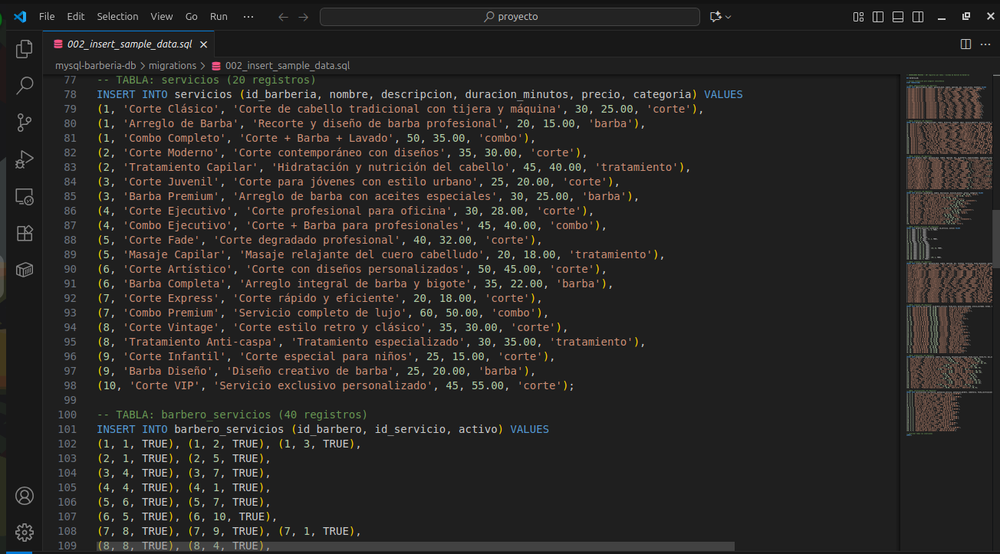 File Edit Selection View Go Run ··· proyecto
002_insert_sample_data.sql
mysql-barberia-db > migrations > 002_insert_sample_data.sql
77 -- TABLA: servicios (20 registros)
78 INSERT INTO servicios (id_barberia, nombre, descripcion, duracion_minutos, precio, categoria) VALUES
79 (1, 'Corte Clásico', 'Corte de cabello tradicional con tijera y máquina', 30, 25.00, 'corte'),
80 (1, 'Arreglo de Barba', 'Recorte y diseño de barba profesional', 20, 15.00, 'barba'),
81 (1, 'Combo Completo', 'Corte + Barba + Lavado', 50, 35.00, 'combo'),
82 (2, 'Corte Moderno', 'Corte contemporáneo con diseños', 35, 30.00, 'corte'),
83 (2, 'Tratamiento Capilar', 'Hidratación y nutrición del cabello', 45, 40.00, 'tratamiento'),
84 (3, 'Corte Juvenil', 'Corte para jóvenes con estilo urbano', 25, 20.00, 'corte'),
85 (3, 'Barba Premium', 'Arreglo de barba con aceites especiales', 30, 25.00, 'barba'),
86 (4, 'Corte Ejecutivo', 'Corte profesional para oficina', 30, 28.00, 'corte'),
87 (4, 'Combo Ejecutivo', 'Corte + Barba para profesionales', 45, 40.00, 'combo'),
88 (5, 'Corte Fade', 'Corte degradado profesional', 40, 32.00, 'corte'),
89 (5, 'Masaje Capilar', 'Masaje relajante del cuero cabelludo', 20, 18.00, 'tratamiento'),
90 (6, 'Corte Artístico', 'Corte con diseños personalizados', 50, 45.00, 'corte'),
91 (6, 'Barba Completa', 'Arreglo integral de barba y bigote', 35, 22.00, 'barba'),
92 (7, 'Corte Express', 'Corte rápido y eficiente', 20, 18.00, 'corte'),
93 (7, 'Combo Premium', 'Servicio completo de lujo', 60, 50.00, 'combo'),
94 (8, 'Corte Vintage', 'Corte estilo retro y clásico', 35, 30.00, 'corte'),
95 (8, 'Tratamiento Anti-caspa', 'Tratamiento especializado', 30, 35.00, 'tratamiento'),
96 (9, 'Corte Infantil', 'Corte especial para niños', 25, 15.00, 'corte'),
97 (9, 'Barba Diseño', 'Diseño creativo de barba', 25, 20.00, 'barba'),
98 (10, 'Corte VIP', 'Servicio exclusivo personalizado', 45, 55.00, 'corte');
99
100 -- TABLA: barbero_servicios (40 registros)
101 INSERT INTO barbero_servicios (id_barbero, id_servicio, activo) VALUES
102 (1, 1, TRUE), (1, 2, TRUE), (1, 3, TRUE),
103 (2, 1, TRUE), (2, 5, TRUE),
104 (3, 4, TRUE), (3, 7, TRUE),
105 (4, 4, TRUE), (4, 1, TRUE),
106 (5, 6, TRUE), (5, 7, TRUE),
107 (6, 5, TRUE), (6, 10, TRUE),
108 (7, 8, TRUE), (7, 9, TRUE), (7, 1, TRUE),
109 (8, 8, TRUE), (8, 4, TRUE),